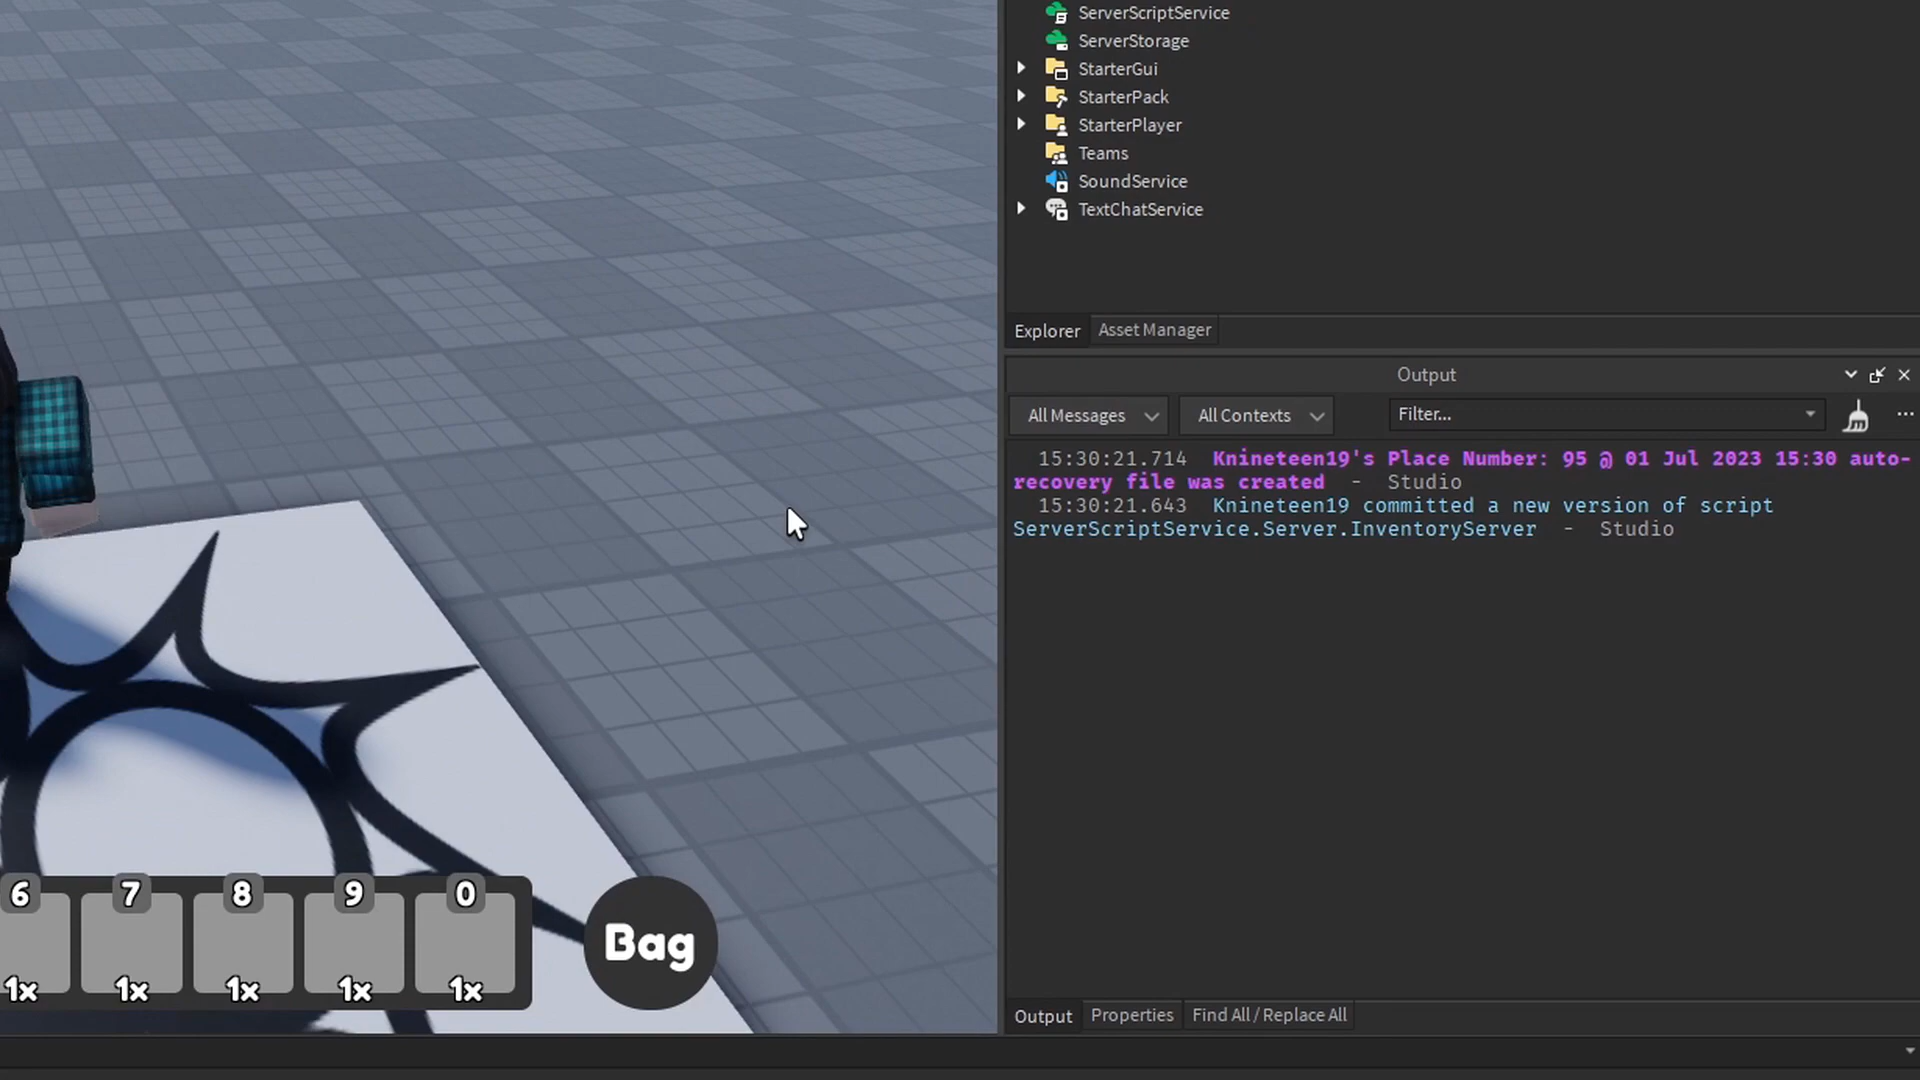 ServerScriptService
ServerStorage
StarterGui
StarterPack
StarterPlayer
Teams
SoundService
TextChatService
Explorer Asset Manager
Output
All Messages All Contexts Filter...
15:30:21.714 Knineteen19's Place Number: 95 @ 01 Jul 2023 15:30 auto-
recovery file was created - Studio
15:30:21.643 Knineteen19 committed a new version of script
ServerScriptService.Server.InventoryServer - Studio
6 7 8 9 0
Bag
1x 1x 1x 1x 1x
Output Properties Find All / Replace All